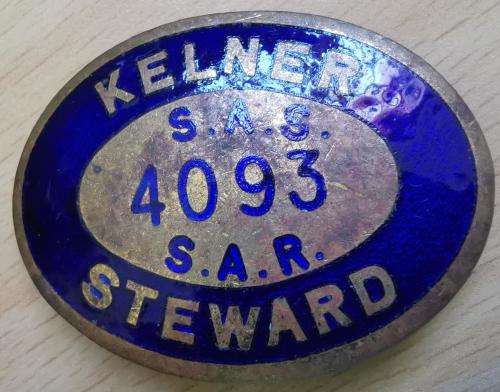 KELNER
S.A.S.
4093
S.A.R.
STEWARD